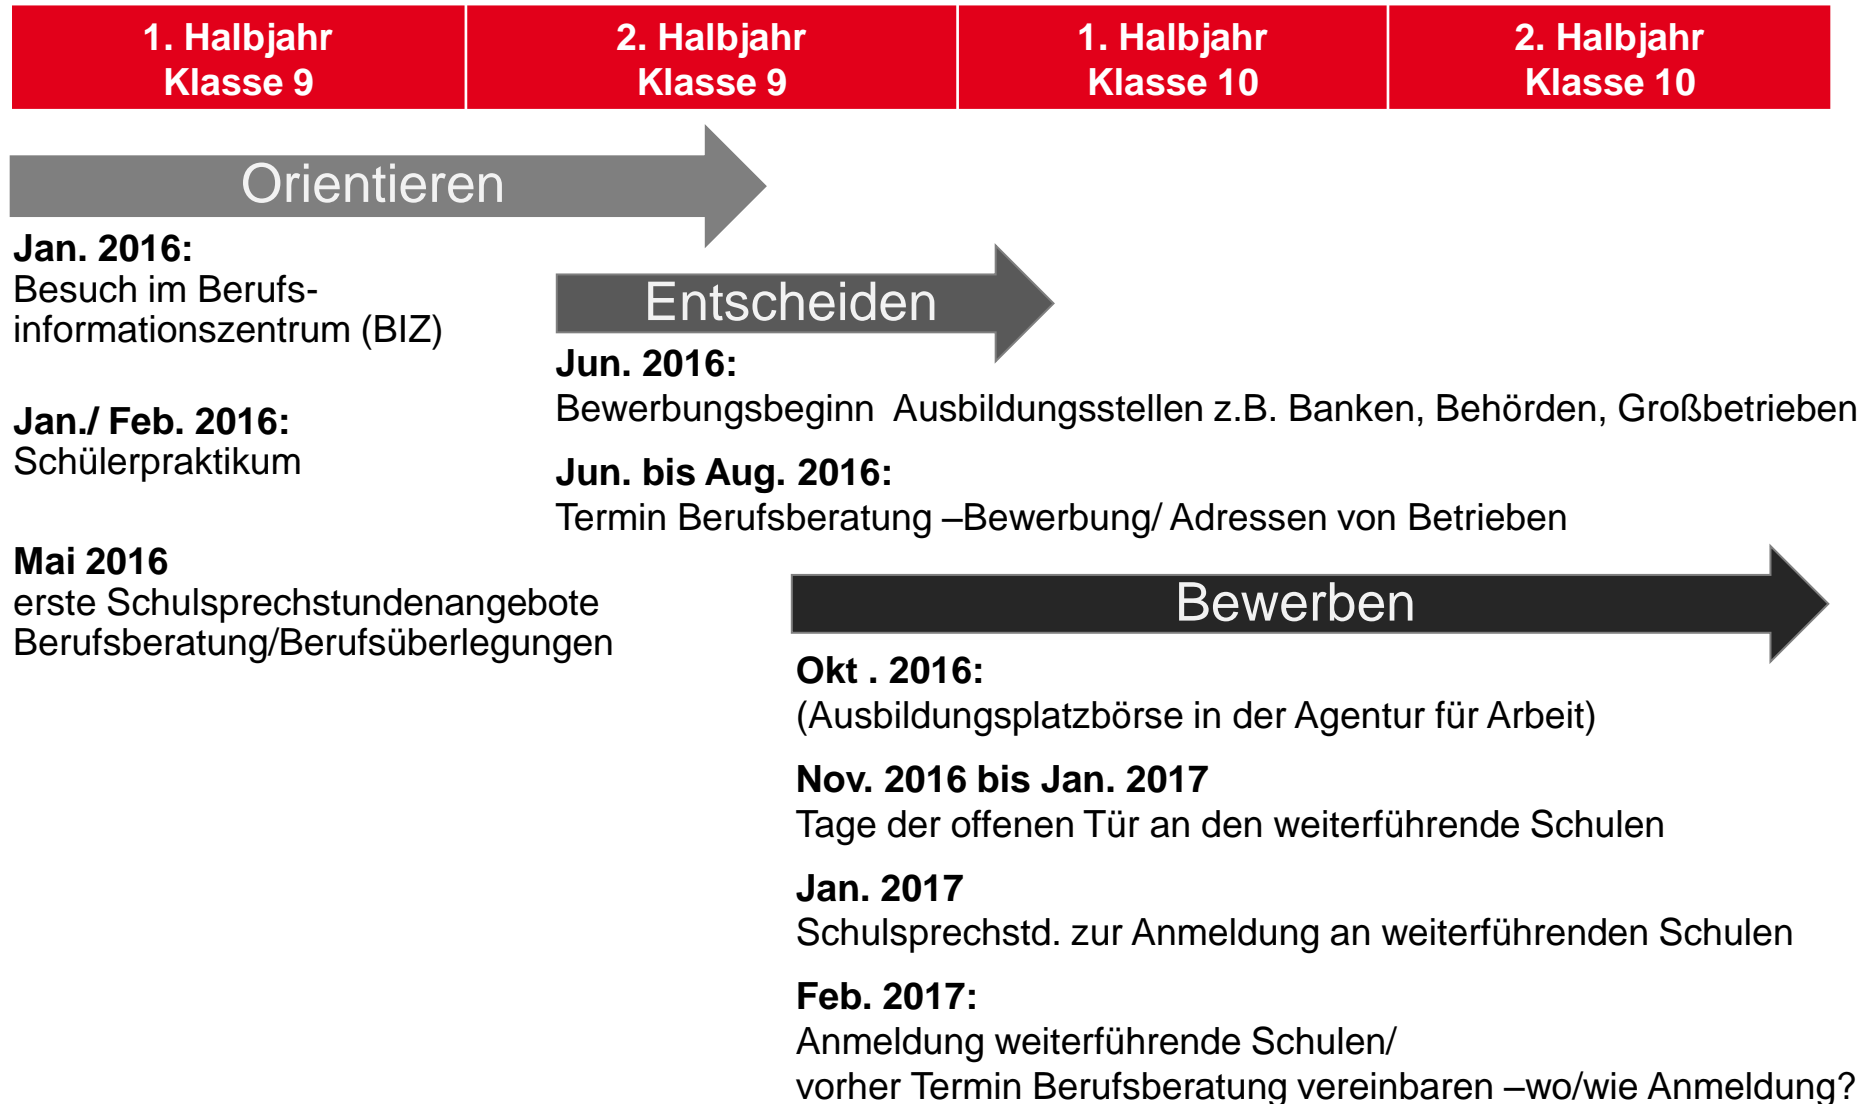 1. Halbjahr
Klasse 9
2. Halbjahr
Klasse 9
1. Halbjahr
Klasse 10
2. Halbjahr
Klasse 10
Orientieren
Jan. 2016:
Besuch im Berufs-
informationszentrum (BIZ)
Jan./ Feb. 2016:
Schülerpraktikum
Mai 2016
erste Schulsprechstundenangebote
Berufsberatung/Berufsüberlegungen
Entscheiden
Jun. 2016:
Bewerbungsbeginn  Ausbildungsstellen z.B. Banken, Behörden, Großbetrieben
Jun. bis Aug. 2016:
Termin Berufsberatung –Bewerbung/ Adressen von Betrieben
Bewerben
Okt . 2016:
(Ausbildungsplatzbörse in der Agentur für Arbeit)
Nov. 2016 bis Jan. 2017
Tage der offenen Tür an den weiterführende Schulen
Jan. 2017
Schulsprechstd. zur Anmeldung an weiterführenden Schulen
Feb. 2017:
Anmeldung weiterführende Schulen/
vorher Termin Berufsberatung vereinbaren –wo/wie Anmeldung?